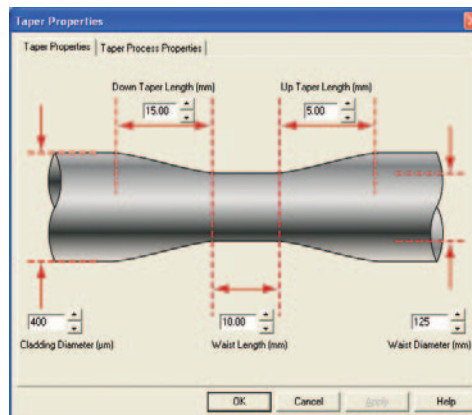 Taper Properties
Taper Properties Taper Process Properties
Down Taper Length (mm) Up Taper Length (mm)
15.00 5.00
400 10.00 125
Cladding Diameter (µm) Waist Length (mm) Waist Diameter (mm)
OK Cancel Apply Help